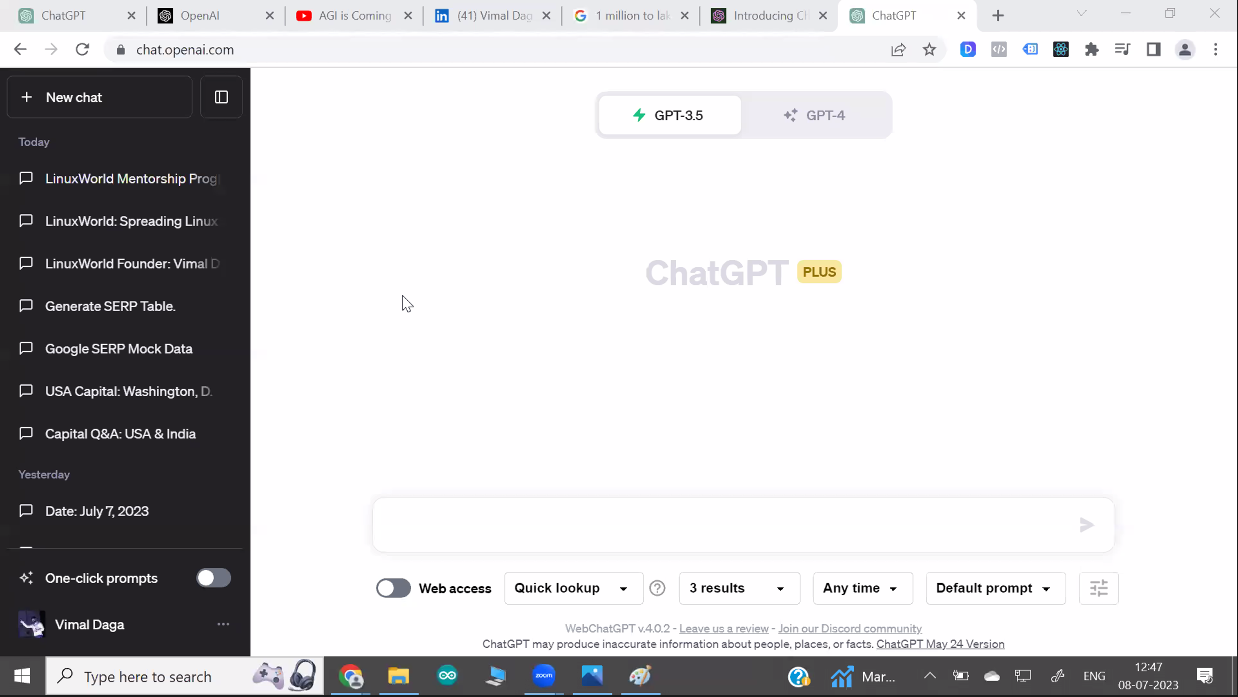 ChatGPT
OpenAI
AGI is Coming
(41) Vimal Dag
1 million to lak
Introducing Ch
ChatGPT
chat.openai.com
New chat
GPT-3.5
GPT-4
Today
LinuxWorld Mentorship Prog
LinuxWorld: Spreading Linux
LinuxWorld Founder: Vimal D
Generate SERP Table.
Google SERP Mock Data
USA Capital: Washington, D.
Capital Q&A: USA & India
Yesterday
Date: July 7, 2023
ChatGPT PLUS
One-click prompts
Vimal Daga
Web access
Quick lookup
3 results
Any time
Default prompt
WebChatGPT v.4.0.2 - Leave us a review - Join our Discord community
ChatGPT may produce inaccurate information about people, places, or facts. ChatGPT May 24 Version
Type here to search
zoom
Mar...
ENG
12:47
08-07-2023